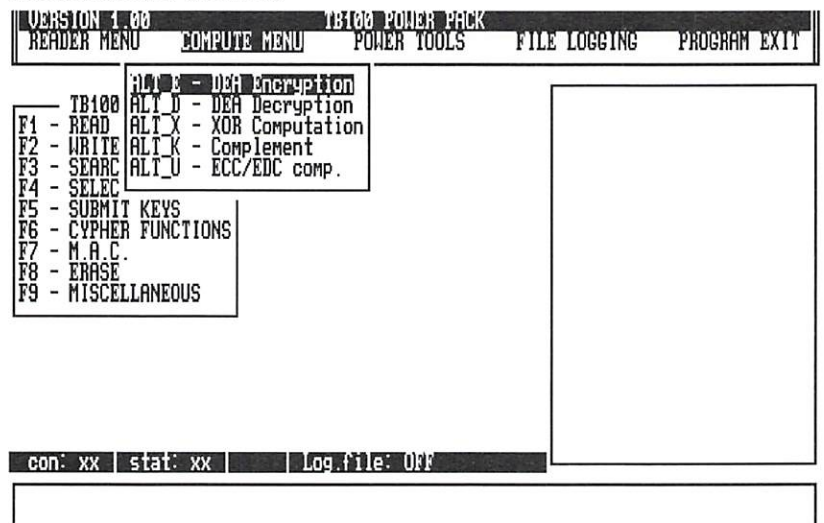 VERSION 1.00 TB100 POWER PACK
READER MENU COMPUTE MENU POWER TOOLS FILE LOGGING PROGRAM EXIT
ALT_E - DEA Encryption
TB100 ALT_D - DEA Decryption
F1 - READ ALT_X - XOR Computation
F2 - WRITE ALT_K - Complement
F3 - SEARC ALT_U - ECC/EDC comp.
F4 - SELEC
F5 - SUBMIT KEYS
F6 - CYPHER FUNCTIONS
F7 - M.A.C.
F8 - ERASE
F9 - MISCELLANEOUS
con: xx stat: xx Log.file: OFF